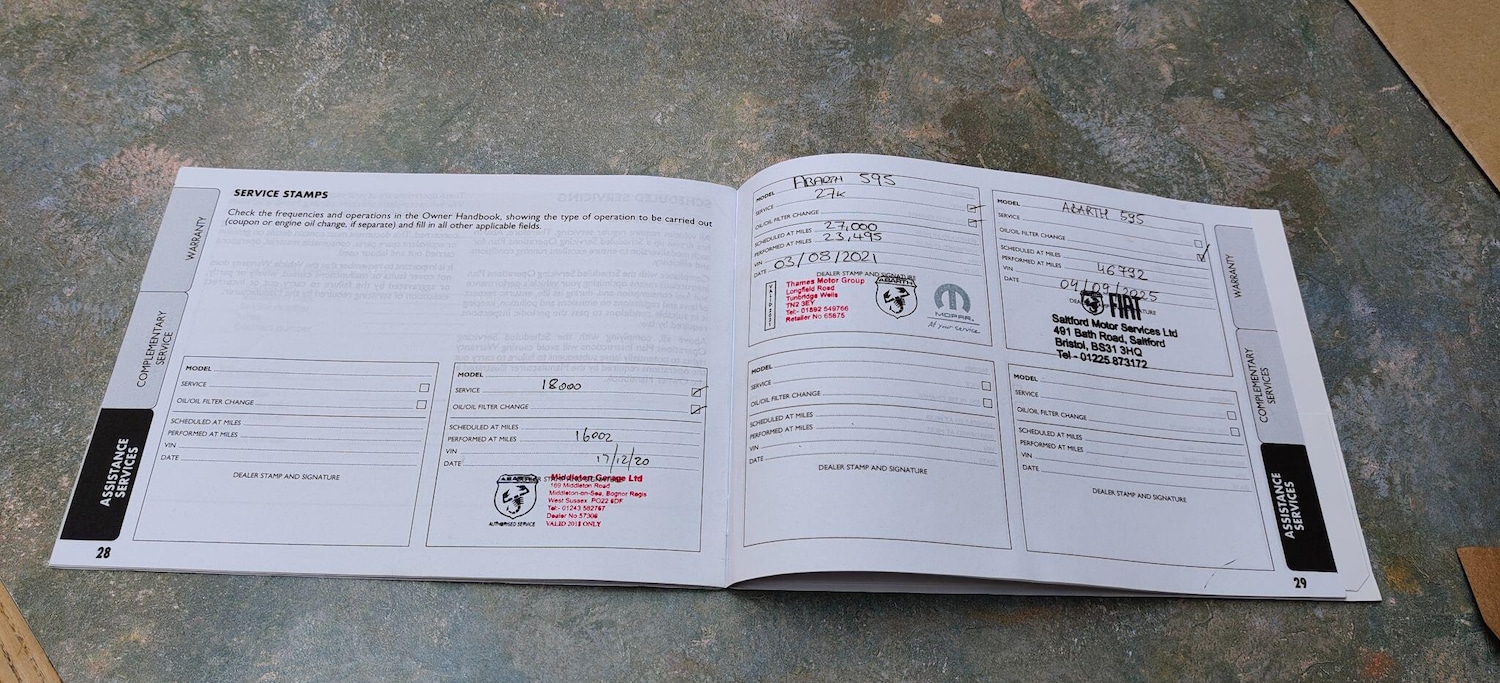 WARRANTY
COMPLEMENTARY
SERVICE
ASSISTANCE
SERVICES
28
SERVICE STAMPS
Check the frequencies and operations in the Owner Handbook, showing the type of operation to be carried out
(coupon or engine oil change, if separate) and fill in all other applicable fields.
MODEL
SERVICE
OIL/OIL FILTER CHANGE
SCHEDULED AT MILES
PERFORMED AT MILES
VIN
DATE
DEALER STAMP AND SIGNATURE
MODEL
SERVICE 18000
OIL/OIL FILTER CHANGE
SCHEDULED AT MILES
PERFORMED AT MILES 16002
VIN
DATE 17/12/20
ABARTH
AUTHORISED SERVICE
Middleton Garage Ltd
169 Middleton Road
Middleton-on-Sea, Bognor Regis
West Sussex PO22 6DF
Tel:- 01243 582767
Dealer No 57306
VALID 2018 ONLY
MODEL ABARTH 595
SERVICE 27K
OIL/OIL FILTER CHANGE
SCHEDULED AT MILES 27,000
PERFORMED AT MILES 23,495
VIN
DATE 03/08/2021
DEALER STAMP AND SIGNATURE
VALID 2021
Thames Motor Group
Longfield Road
Tunbridge Wells
TN2 3EY
Tel:- 01892 549766
Retailer No 65675
ABARTH
MOPAR
At your service
MODEL ABARTH 595
SERVICE
OIL/OIL FILTER CHANGE
SCHEDULED AT MILES
PERFORMED AT MILES 46792
VIN
DATE 04/09/2025
FIAT
Saltford Motor Services Ltd
491 Bath Road, Saltford
Bristol, BS31 3HQ
Tel - 01225 873172
MODEL
SERVICE
OIL/OIL FILTER CHANGE
SCHEDULED AT MILES
PERFORMED AT MILES
VIN
DATE
DEALER STAMP AND SIGNATURE
MODEL
SERVICE
OIL/OIL FILTER CHANGE
SCHEDULED AT MILES
PERFORMED AT MILES
VIN
DATE
DEALER STAMP AND SIGNATURE
WARRANTY
COMPLEMENTARY
SERVICES
ASSISTANCE
SERVICES
29